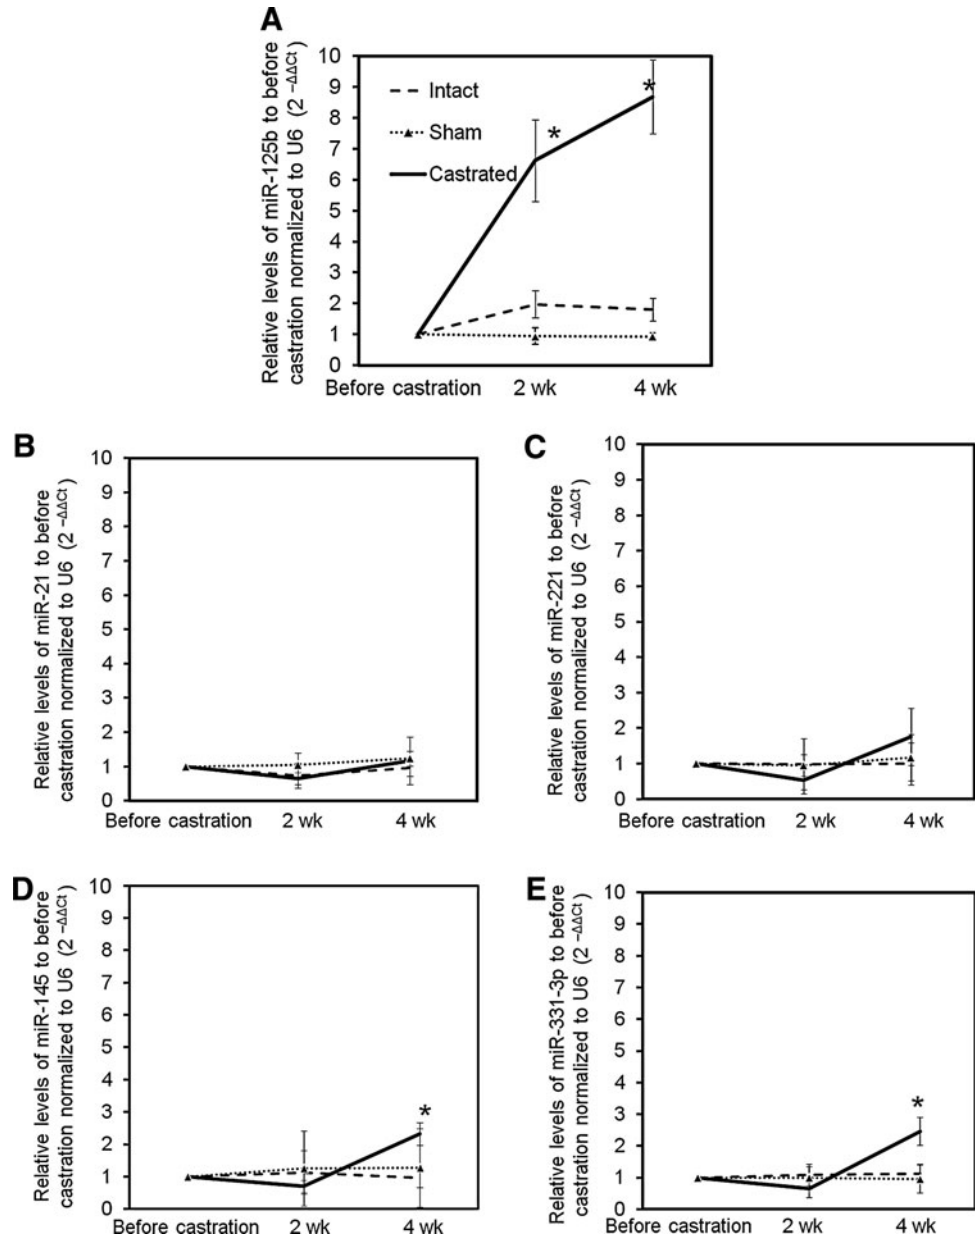 A
Relative levels of miR-125b to before
castration normalized to U6 (2 −ΔΔCt)
10
9
8
7
6
5
4
3
2
1
0
Intact
Sham
Castrated
*
*
Before castration 2 wk 4 wk
B
Relative levels of miR-21 to before
castration normalized to U6 (2 −ΔΔCt)
10
9
8
7
6
5
4
3
2
1
0
Before castration 2 wk 4 wk
C
Relative levels of miR-221 to before
castration normalized to U6 (2 −ΔΔCt)
10
9
8
7
6
5
4
3
2
1
0
Before castration 2 wk 4 wk
D
Relative levels of miR-145 to before
castration normalized to U6 (2 −ΔΔCt)
10
9
8
7
6
5
4
3
2
1
0
*
Before castration 2 wk 4 wk
E
Relative levels of miR-331-3p to before
castration normalized to U6 (2 −ΔΔCt)
10
9
8
7
6
5
4
3
2
1
0
*
Before castration 2 wk 4 wk